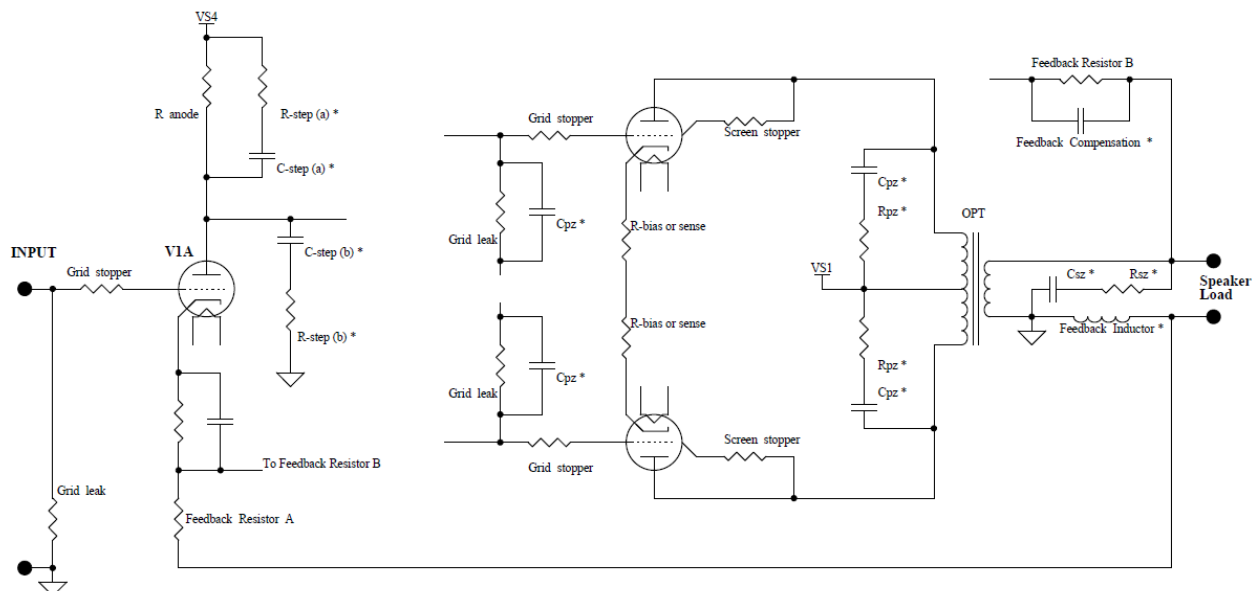 VS4
R anode
R-step (a) *
C-step (a) *
INPUT
V1A
Grid stopper
C-step (b) *
R-step (b) *
To Feedback Resistor B
Grid leak
Feedback Resistor A
Grid stopper
Screen stopper
Cpz *
Grid leak
R-bias or sense
Cpz *
Rpz *
VS1
OPT
R-bias or sense
Cpz *
Grid leak
Rpz *
Cpz *
Grid stopper
Screen stopper
Feedback Resistor B
Feedback Compensation *
Csz *
Rsz *
Speaker
Load
Feedback Inductor *